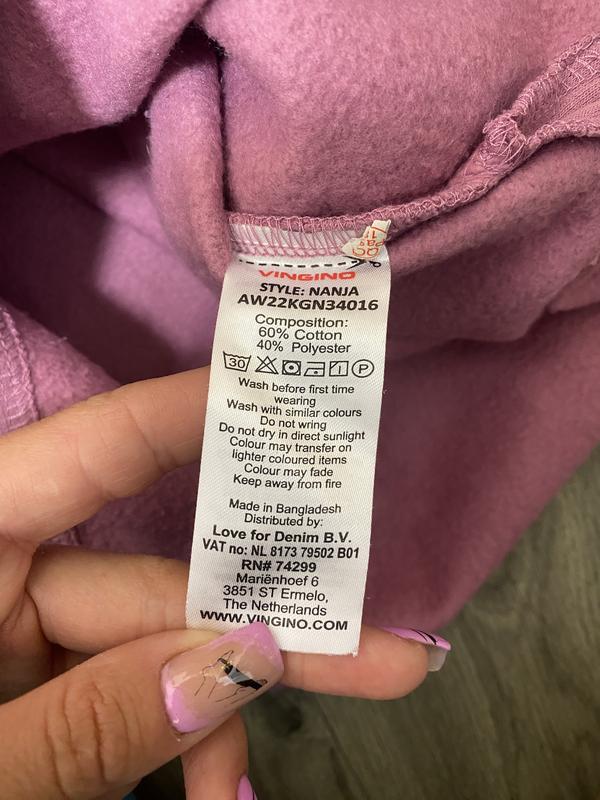 VINGINO
STYLE: NANJA
AW22KGN34016
Composition:
60% Cotton
40% Polyester
30
P
Wash before first time
wearing
Wash with similar colours
Do not wring
Do not dry in direct sunlight
Colour may transfer on
lighter coloured items
Colour may fade
Keep away from fire
Made in Bangladesh
Distributed by:
Love for Denim B.V.
VAT no: NL 8173 79502 B01
RN# 74299
Mariënhoef 6
3851 ST Ermelo,
The Netherlands
WWW.VINGINO.COM